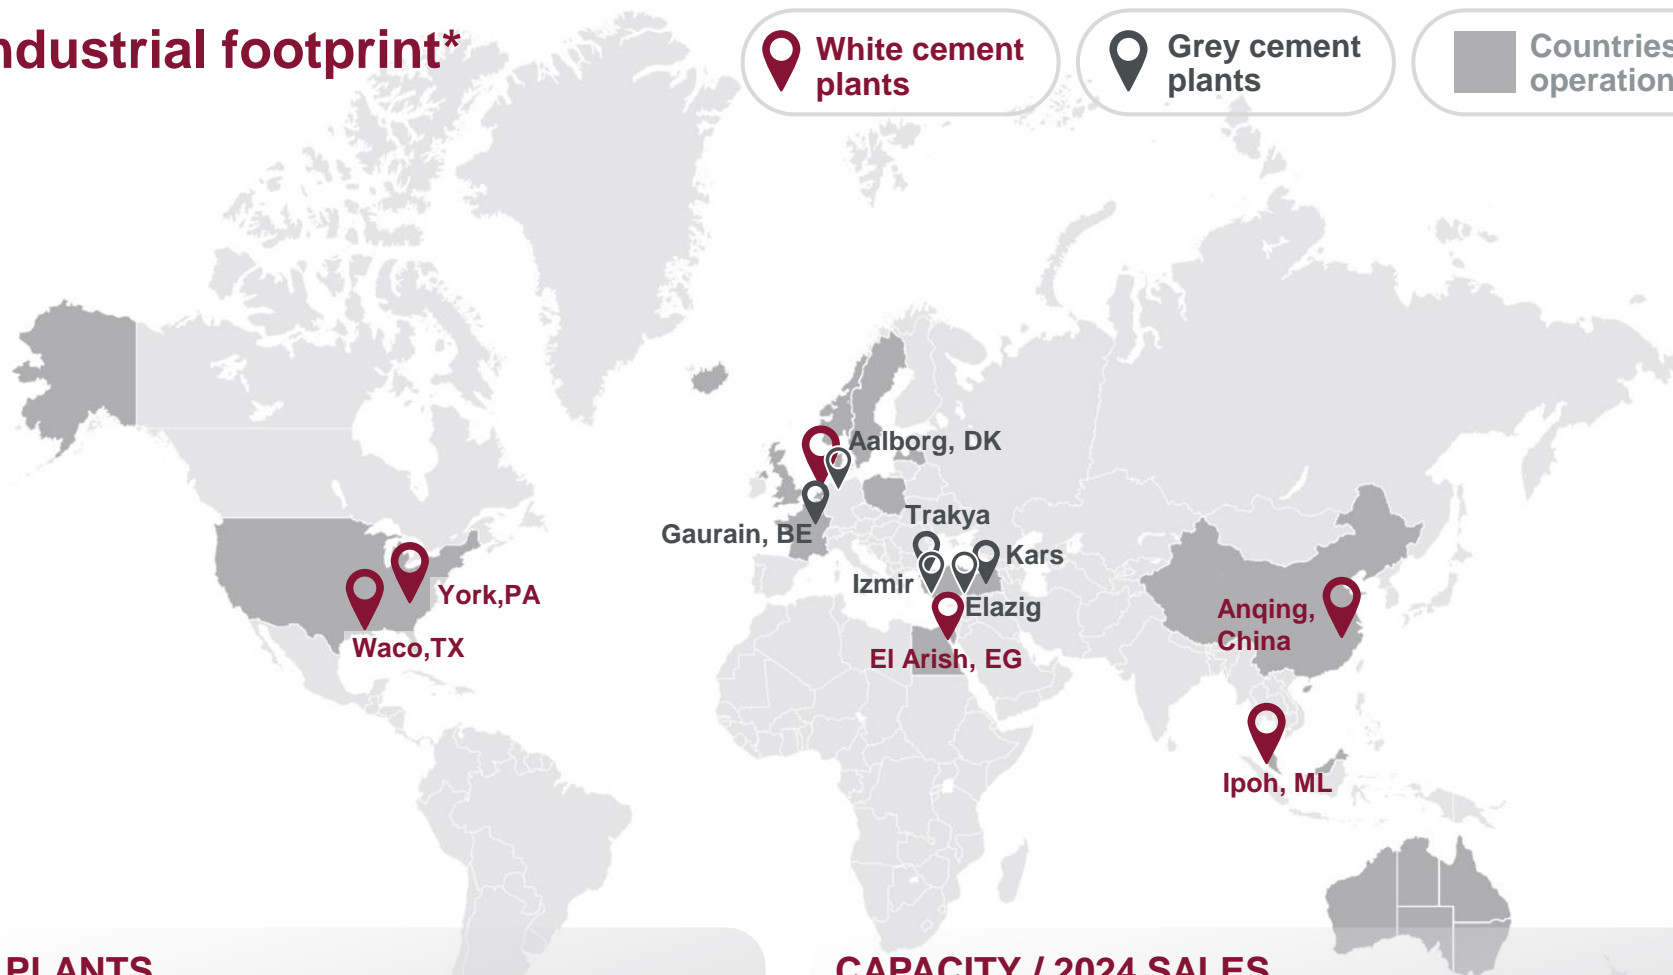 ndustrial footprint*
White cement
plants
Grey cement
plants
Countries
operation
Aalborg, DK
Gaurain, BE
Trakya
Kars
Izmir
Elazig
York,PA
Waco,TX
El Arish, EG
Anqing,
China
Ipoh, ML
PLANTS
CAPACITY / 2024 SALES